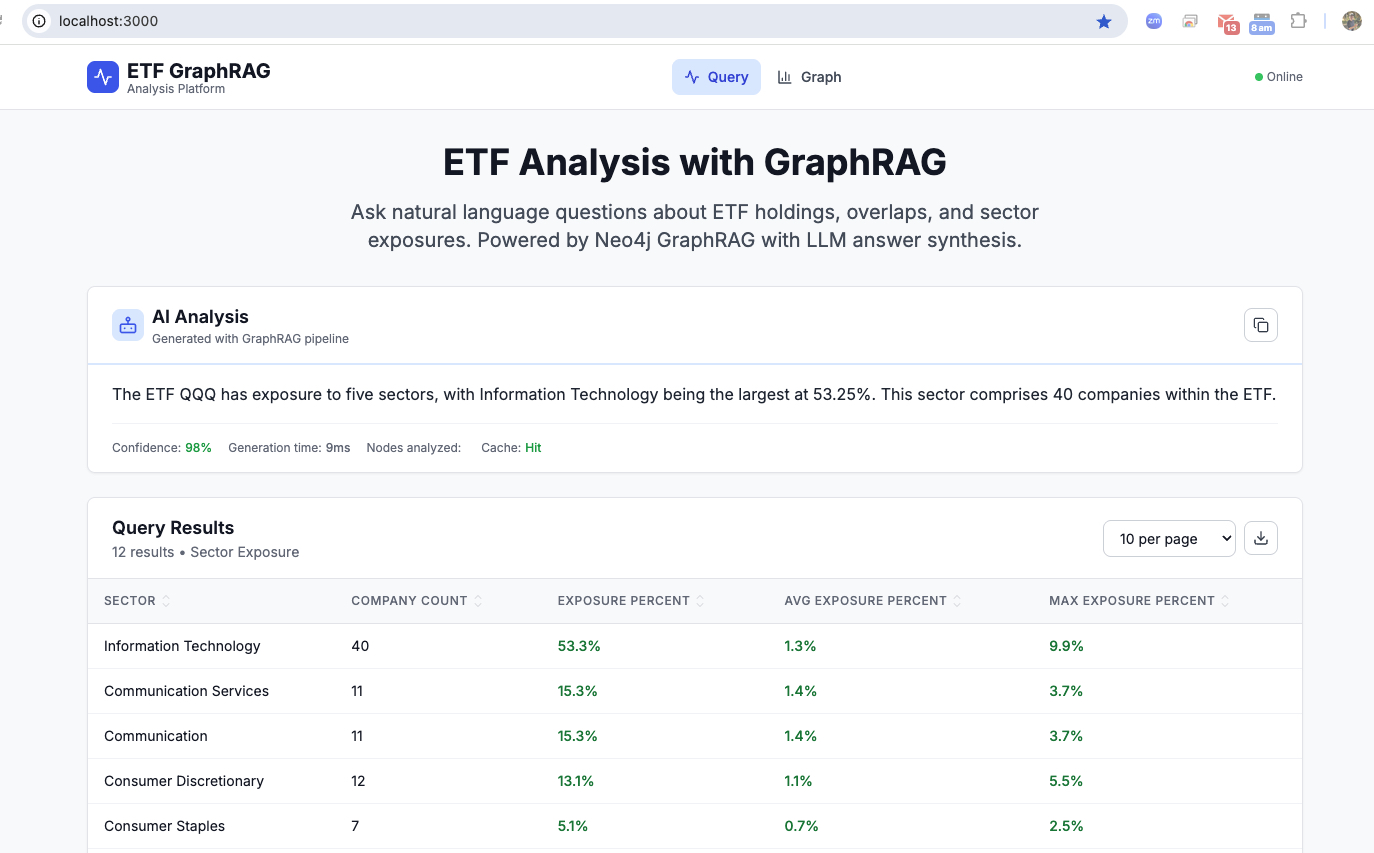 localhost:3000
zm
13
8 am
ETF GraphRAG
Analysis Platform
Query
Graph
Online
ETF Analysis with GraphRAG
Ask natural language questions about ETF holdings, overlaps, and sector
exposures. Powered by Neo4j GraphRAG with LLM answer synthesis.
AI Analysis
Generated with GraphRAG pipeline
The ETF QQQ has exposure to five sectors, with Information Technology being the largest at 53.25%. This sector comprises 40 companies within the ETF.
Confidence: 98% Generation time: 9ms Nodes analyzed: Cache: Hit
Query Results
12 results • Sector Exposure
10 per page
SECTOR COMPANY COUNT EXPOSURE PERCENT AVG EXPOSURE PERCENT MAX EXPOSURE PERCENT
Information Technology 40 53.3% 1.3% 9.9%
Communication Services 11 15.3% 1.4% 3.7%
Communication 11 15.3% 1.4% 3.7%
Consumer Discretionary 12 13.1% 1.1% 5.5%
Consumer Staples 7 5.1% 0.7% 2.5%